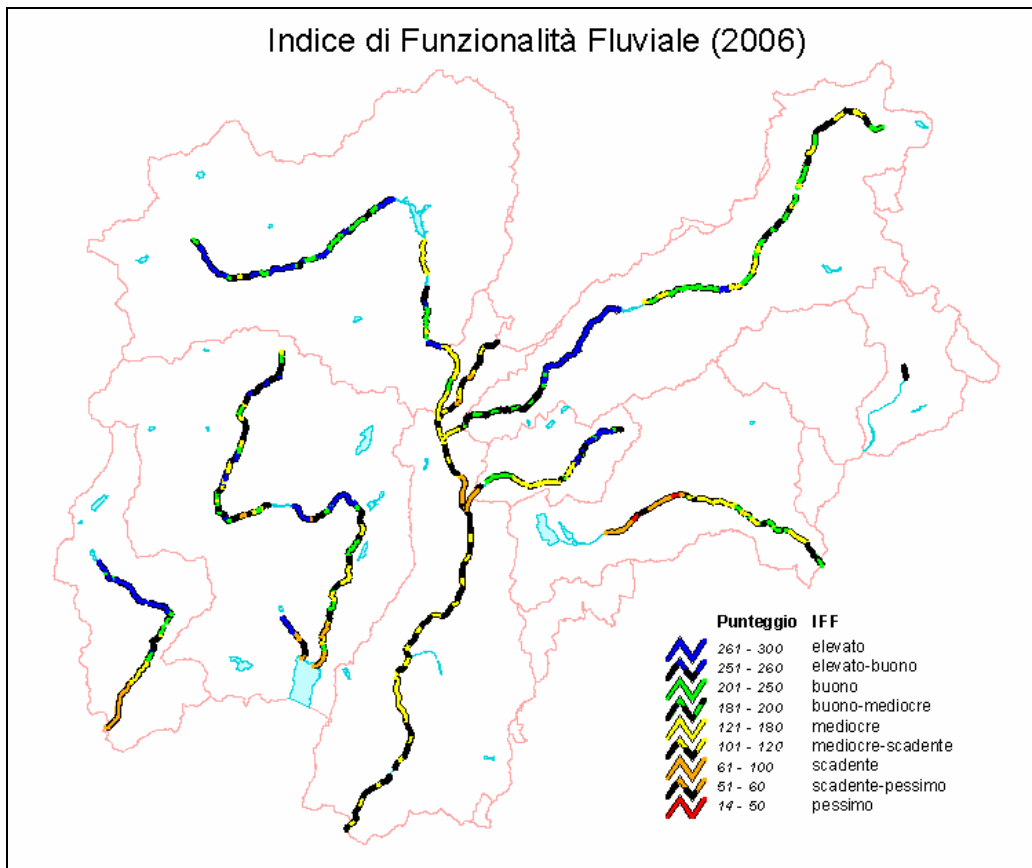 Indice di Funzionalità Fluviale (2006)
Punteggio IFF
261 - 300 elevato
251 - 260 elevato-buono
201 - 250 buono
181 - 200 buono-mediocre
121 - 180 mediocre
101 - 120 mediocre-scadente
61 - 100 scadente
51 - 60 scadente-pessimo
14 - 50 pessimo